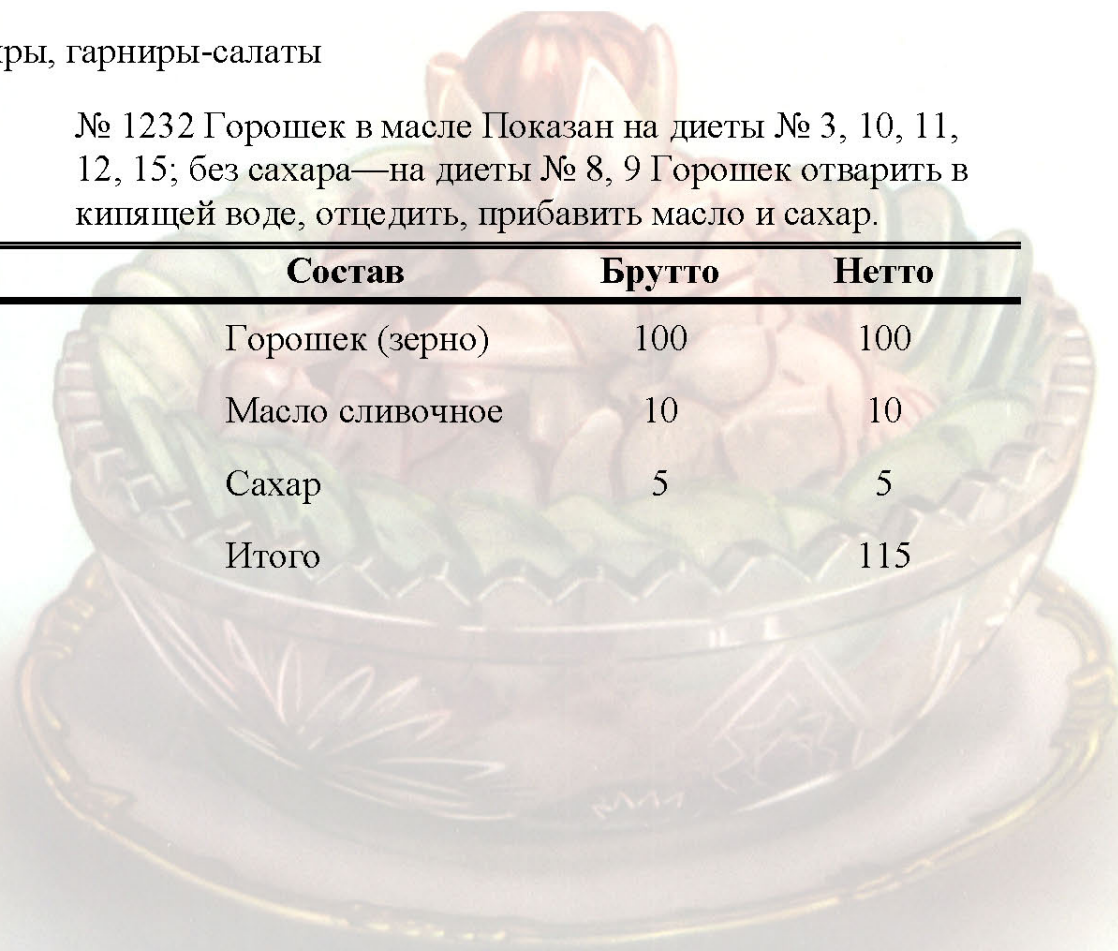 гарниры-салаты
№ 1232 Горошек в масле Показан на диеты № 3, 10, 11,
12, 15; без сахара—на диеты № 8, 9 Горошек отварить в
кипящей воде, отцедить, прибавить масло и сахар.
Состав Брутто Нетто
Горошек (зерно) 100 100
Масло сливочное 10 10
Сахар 5 5
Итого 115